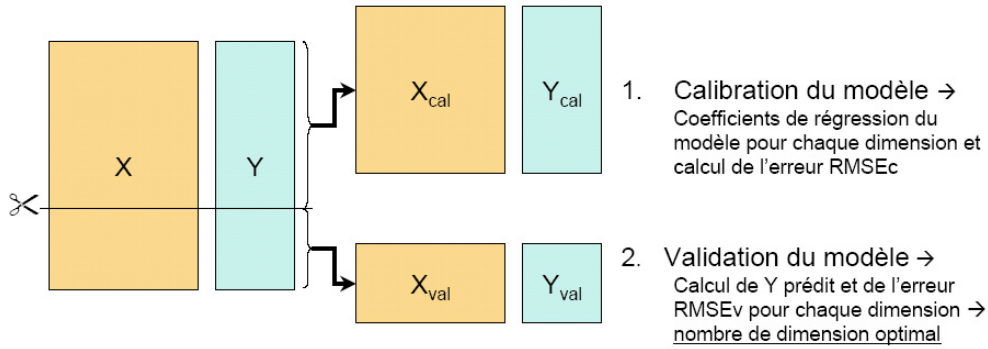 X
Y
Xcal
Ycal
1. Calibration du modèle →
Coefficients de régression du
modèle pour chaque dimension et
calcul de l'erreur RMSEc
Xval
Yval
2. Validation du modèle →
Calcul de Y prédit et de l'erreur
RMSEv pour chaque dimension →
nombre de dimension optimal